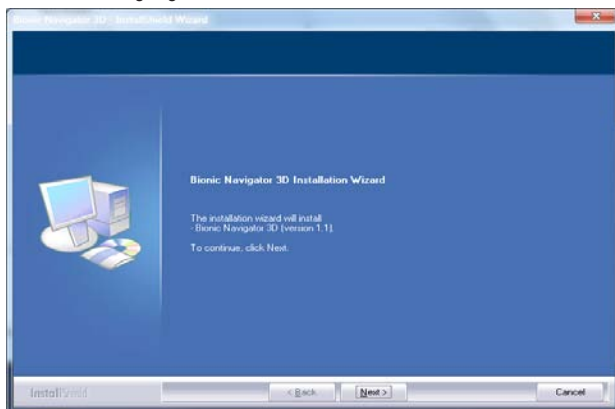 Bionic Navigator 3D - InstallShield Wizard
Bionic Navigator 3D Installation Wizard
The installation wizard will install
- Bionic Navigator 3D (version 1.1)
To continue, click Next.
InstallShield
< Back
Next >
Cancel